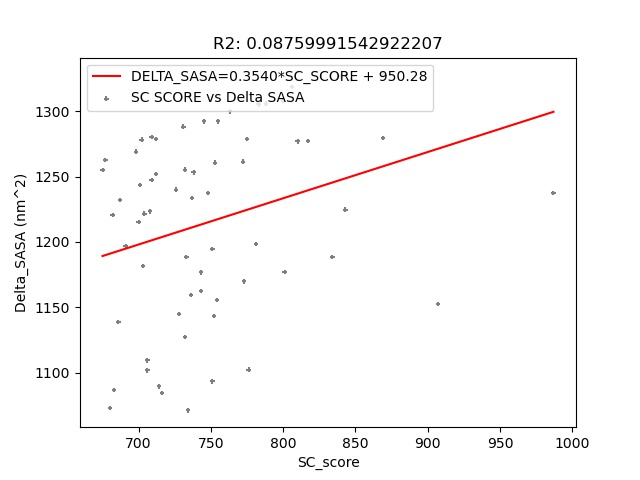 R2: 0.08759991542922207
DELTA_SASA=0.3540*SC_SCORE + 950.28
SC SCORE vs Delta SASA
Delta_SASA (nm^2)
1300
1250
1200
1150
1100
700 750 800 850 900 950 1000
SC_score